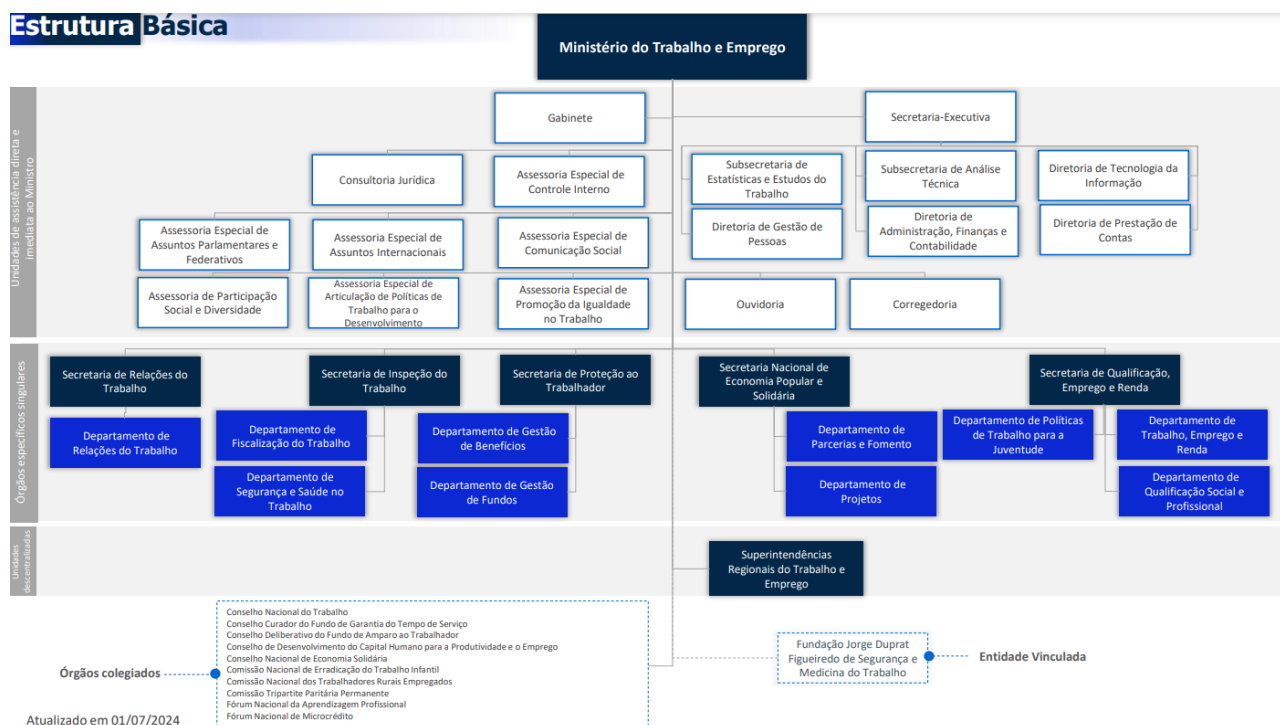 Estrutura Básica
Ministério do Trabalho e Emprego
Unidades de assistência direta e
imediata ao Ministro
Gabinete
Secretaria-Executiva
Consultoria Jurídica
Assessoria Especial de
Controle Interno
Subsecretaria de
Estatísticas e Estudos do
Trabalho
Subsecretaria de Análise
Técnica
Diretoria de Tecnologia da
Informação
Assessoria Especial de
Assuntos Parlamentares e
Federativos
Assessoria Especial de
Assuntos Internacionais
Assessoria Especial de
Comunicação Social
Diretoria de Gestão de
Pessoas
Diretoria de
Administração, Finanças e
Contabilidade
Diretoria de Prestação de
Contas
Assessoria de Participação
Social e Diversidade
Assessoria Especial de
Articulação de Políticas de
Trabalho para o
Desenvolvimento
Assessoria Especial de
Promoção da Igualdade
no Trabalho
Ouvidoria
Corregedoria
Órgãos específicos singulares
Secretaria de Relações do
Trabalho
Secretaria de Inspeção do
Trabalho
Secretaria de Proteção ao
Trabalhador
Secretaria Nacional de
Economia Popular e
Solidária
Secretaria de Qualificação,
Emprego e Renda
Departamento de
Relações do Trabalho
Departamento de
Fiscalização do Trabalho
Departamento de Gestão
de Benefícios
Departamento de
Parcerias e Fomento
Departamento de Políticas
de Trabalho para a
Juventude
Departamento de
Trabalho, Emprego e
Renda
Departamento de
Segurança e Saúde no
Trabalho
Departamento de Gestão
de Fundos
Departamento de
Projetos
Departamento de
Qualificação Social e
Profissional
Unidades
descentralizadas
Superintendências
Regionais do Trabalho e
Emprego
Órgãos colegiados
Conselho Nacional do Trabalho
Conselho Curador do Fundo de Garantia do Tempo de Serviço
Conselho Deliberativo do Fundo de Amparo ao Trabalhador
Conselho de Desenvolvimento do Capital Humano para a Produtividade e o Emprego
Conselho Nacional de Economia Solidária
Comissão Nacional de Erradicação do Trabalho Infantil
Comissão Nacional dos Trabalhadores Rurais Empregados
Comissão Tripartite Paritária Permanente
Fórum Nacional da Aprendizagem Profissional
Fórum Nacional de Microcrédito
Fundação Jorge Duprat
Figueiredo de Segurança e
Medicina do Trabalho
Entidade Vinculada
Atualizado em 01/07/2024